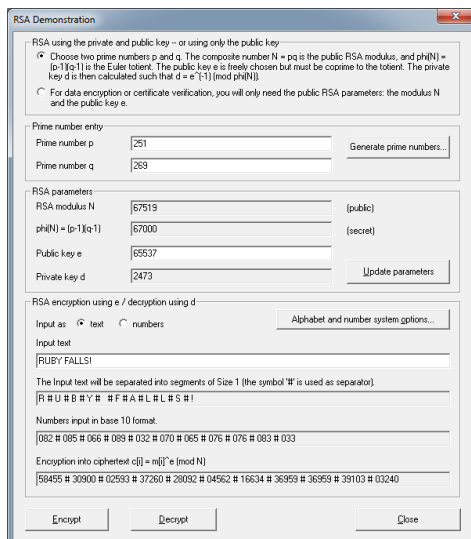 RSA Demonstration
RSA using the private and public key -- or using only the public key
Choose two prime numbers p and q. The composite number N = pq is the public RSA modulus, and phi(N) =
(p-1)(q-1) is the Euler totient. The public key e is freely chosen but must be coprime to the totient. The private
key d is then calculated such that d = e^(-1) (mod phi(N)).
For data encryption or certificate verification, you will only need the public RSA parameters: the modulus N
and the public key e.
Prime number entry
Prime number p 251 Generate prime numbers...
Prime number q 269
RSA parameters
RSA modulus N 67519 (public)
phi(N) = (p-1)(q-1) 67000 (secret)
Public key e 65537
Private key d 2473 Update parameters
RSA encryption using e / decryption using d
Input as text numbers Alphabet and number system options...
Input text
RUBY FALLS!
The Input text will be separated into segments of Size 1 (the symbol '#' is used as separator).
R # U # B # Y #   # F # A # L # L # S # !
Numbers input in base 10 format.
082 # 085 # 066 # 089 # 032 # 070 # 065 # 076 # 076 # 083 # 033
Encryption into ciphertext c[i] = m[i]^e (mod N)
58455 # 30900 # 02593 # 37260 # 28092 # 04562 # 16634 # 36959 # 36959 # 39103 # 03240
Encrypt Decrypt Close